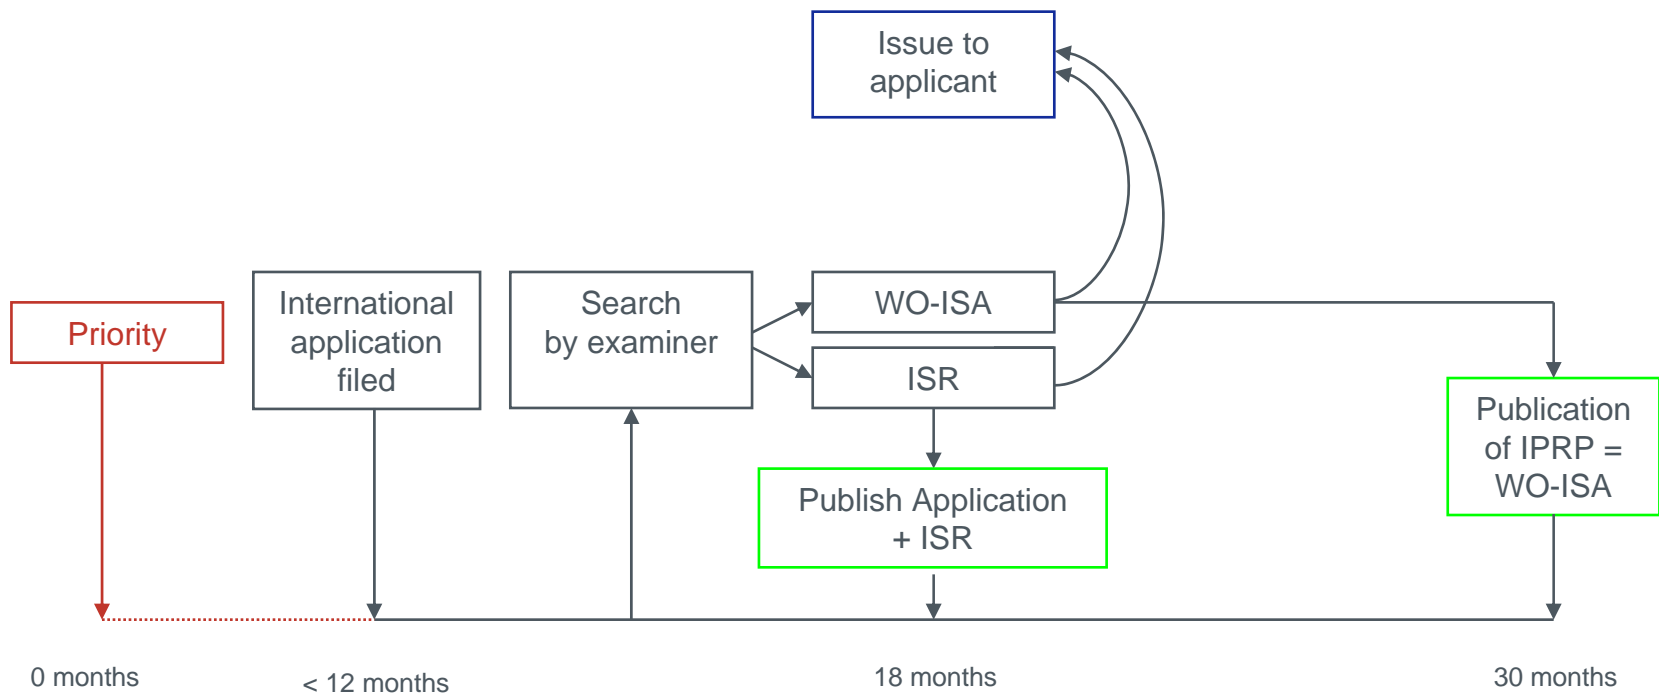 Issue to
applicant
Priority
International
application
filed
Search
by examiner
WO-ISA
ISR
Publish Application
+ ISR
Publication
of IPRP =
WO-ISA
0 months
< 12 months
18 months
30 months